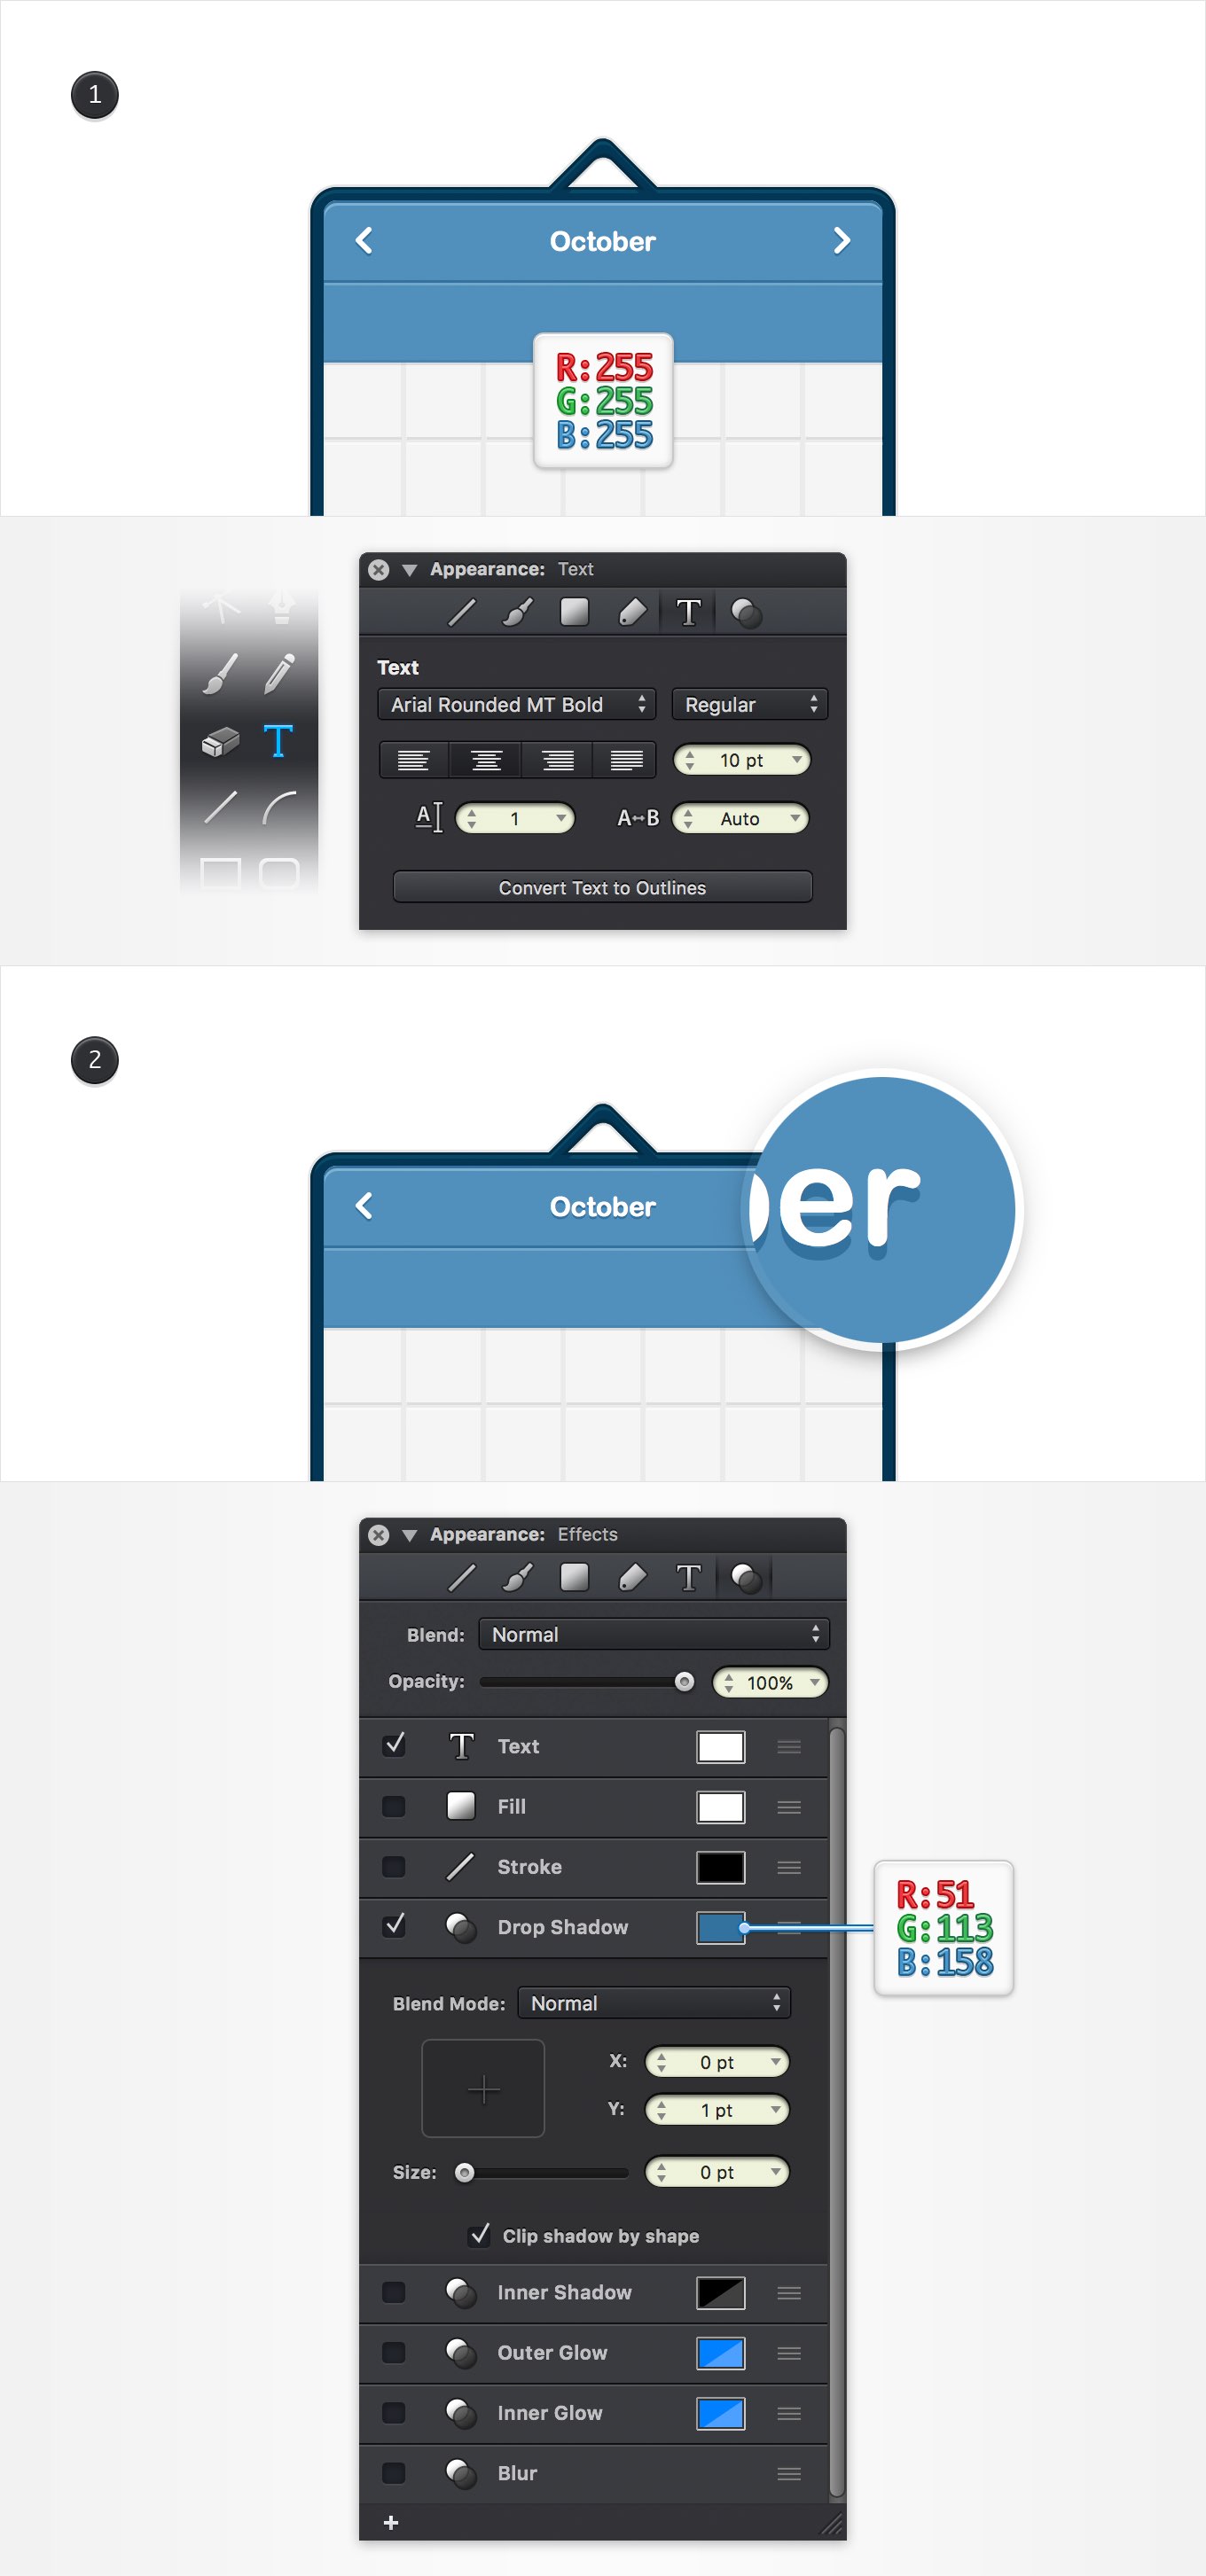 1
October
R:255
G:255
B:255
Appearance: Text
T
Text
Arial Rounded MT Bold Regular
T
10 pt
A 1 A↔B Auto
Convert Text to Outlines
2
October
er
Appearance: Effects
T
Blend: Normal
Opacity: 100%
T Text
Fill
Stroke
Drop Shadow
R:51
G:113
B:158
Blend Mode: Normal
X: 0 pt
Y: 1 pt
Size: 0 pt
Clip shadow by shape
Inner Shadow
Outer Glow
Inner Glow
Blur
+